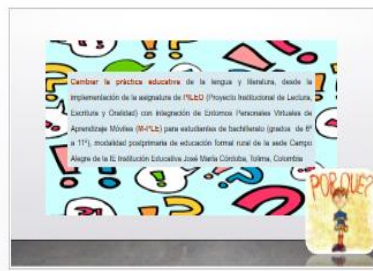 Cambiar la práctica educativa de la lengua y literatura, desde la
implementación de la asignatura de PILEO (Proyecto Institucional de Lectura,
Escritura y Oralidad) con integración de Entornos Personales Virtuales de
Aprendizaje Móviles (M-PLE) para estudiantes de bachillerato (grados de 6º
a 11º), modalidad postprimaria de educación formal rural de la sede Campo
Alegre de la IE Institución Educativa José María Córdoba, Tolima, Colombia
POR QUÉ?